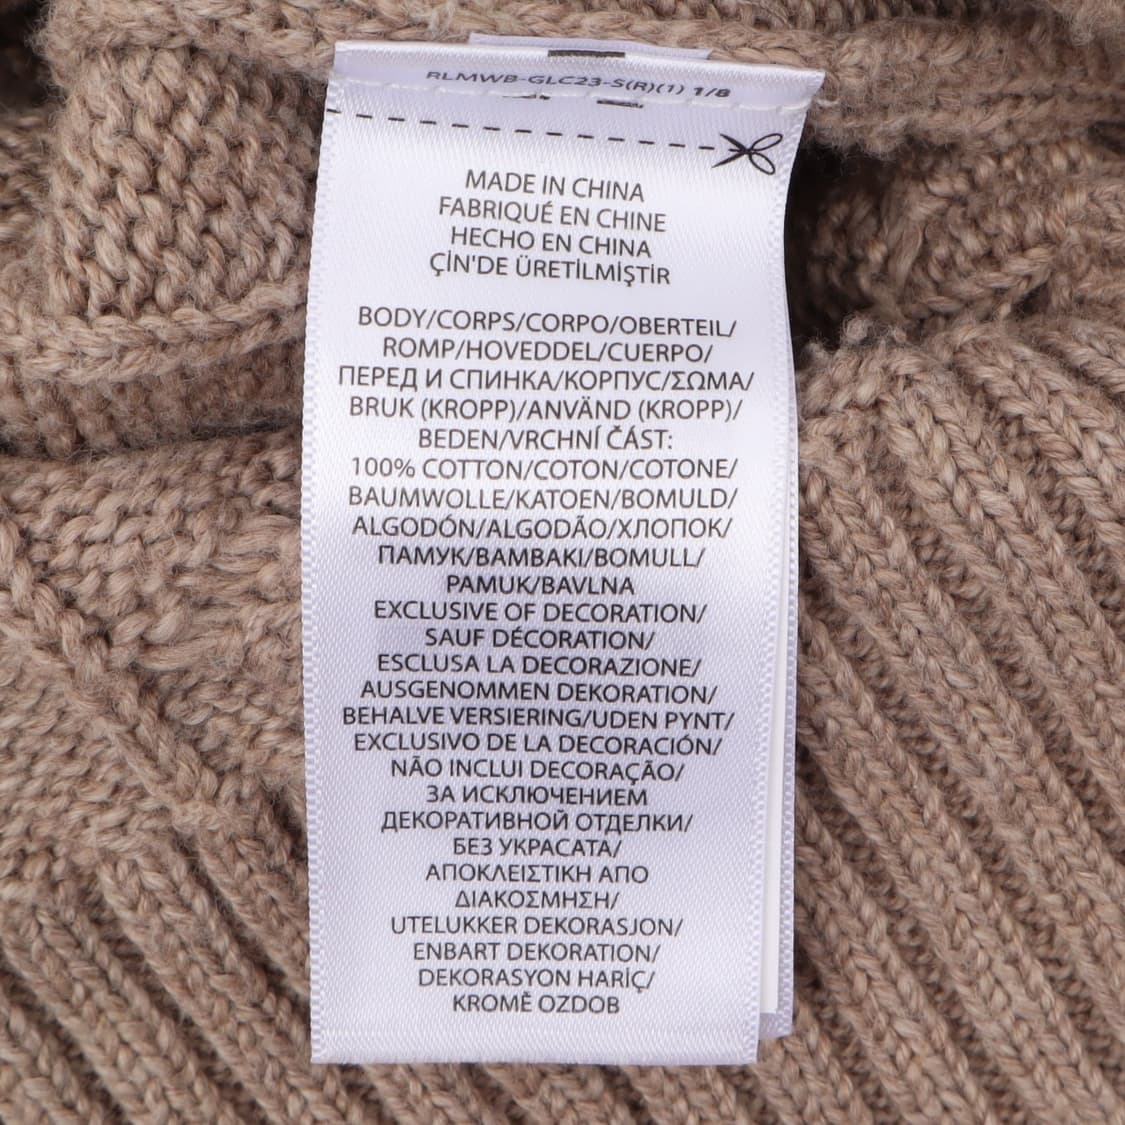 RLMWB-GLC23-S(R)(1) 1/8
MADE IN CHINA
FABRIQUÉ EN CHINE
HECHO EN CHINA
ÇİN'DE ÜRETİLMİŞTİR
BODY/CORPS/CORPO/OBERTEIL/
ROMP/HOVEDDEL/CUERPO/
ПЕРЕД И СПИНКА/КОРПУС/ΣΩΜΑ/
BRUK (KROPP)/ANVÄND (KROPP)/
BEDEN/VRCHNÍ ČÁST:
100% COTTON/COTON/COTONE/
BAUMWOLLE/KATOEN/BOMULD/
ALGODÓN/ALGODÃO/ХЛОПОК/
ПАМУК/ΒΑΜΒΑΚΙ/BOMULL/
PAMUK/BAVLNA
EXCLUSIVE OF DECORATION/
SAUF DÉCORATION/
ESCLUSA LA DECORAZIONE/
AUSGENOMMEN DEKORATION/
BEHALVE VERSIERING/UDEN PYNT/
EXCLUSIVO DE LA DECORACIÓN/
NÃO INCLUI DECORAÇÃO/
ЗА ИСКЛЮЧЕНИЕМ
ДЕКОРАТИВНОЙ ОТДЕЛКИ/
БЕЗ УКРАСАТА/
ΑΠΟΚΛΕΙΣΤΙΚΗ ΑΠΟ
ΔΙΑΚΟΣΜΗΣΗ/
UTELUKKER DEKORASJON/
ENBART DEKORATION/
DEKORASYON HARİÇ/
KROMĚ OZDOB